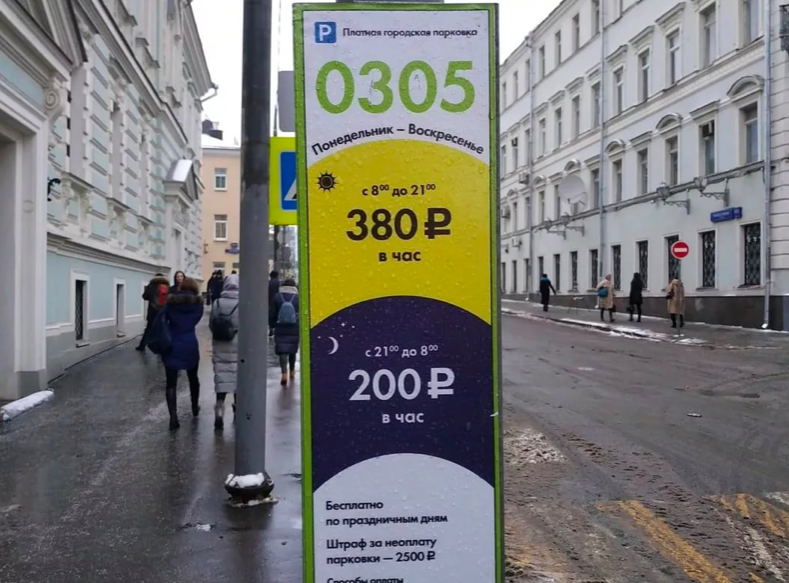 P Платная городская парковка
0305
Понедельник – Воскресенье
с 8⁰⁰ до 21⁰⁰
380 ₽
в час
с 21⁰⁰ до 8⁰⁰
200 ₽
в час
Бесплатно
по праздничным дням
Штраф за неоплату
парковки — 2500 ₽
Способы оплаты